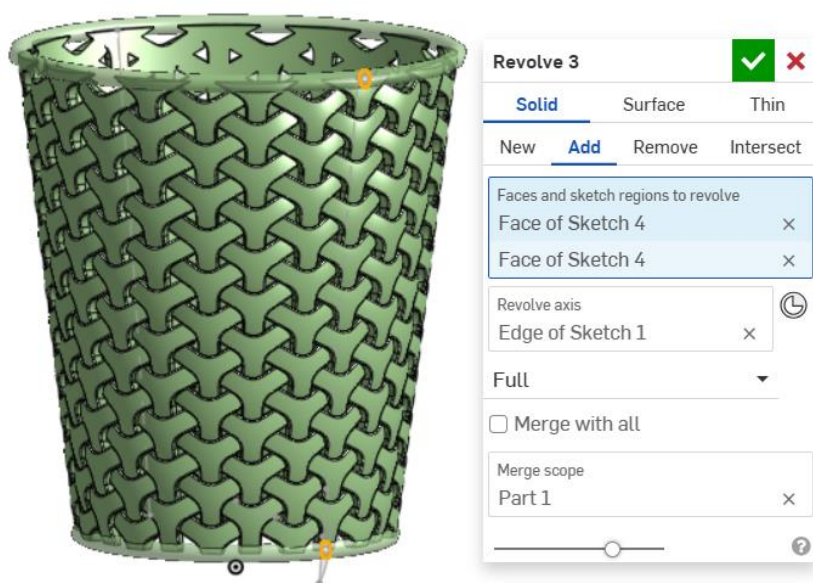 Revolve 3
Solid Surface Thin
New Add Remove Intersect
Faces and sketch regions to revolve
Face of Sketch 4
Face of Sketch 4
Revolve axis
Edge of Sketch 1
Full
Merge with all
Merge scope
Part 1